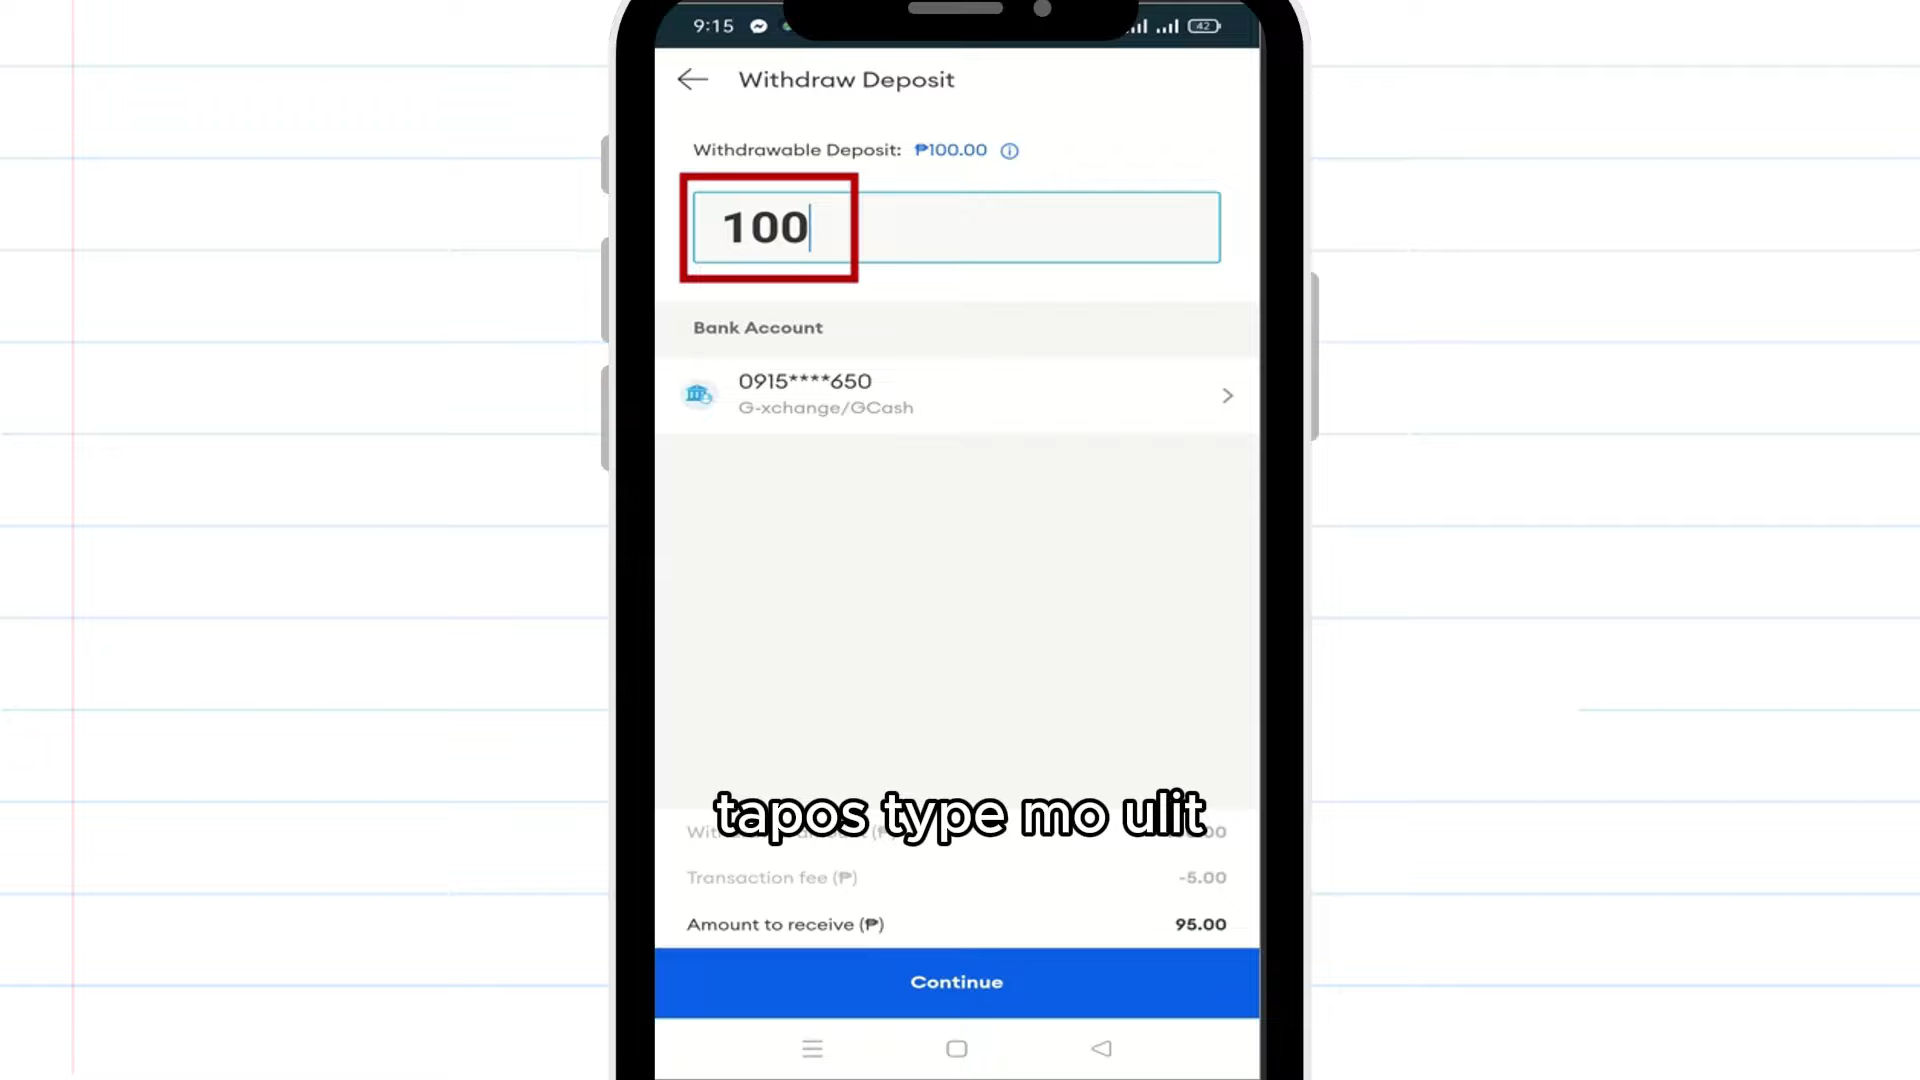 9:15
42
Withdraw Deposit
Withdrawable Deposit: ₱100.00
100
Bank Account
0915****650
G-xchange/GCash
tapos type mo ulit
Transaction fee (₱) -5.00
Amount to receive (₱) 95.00
Continue